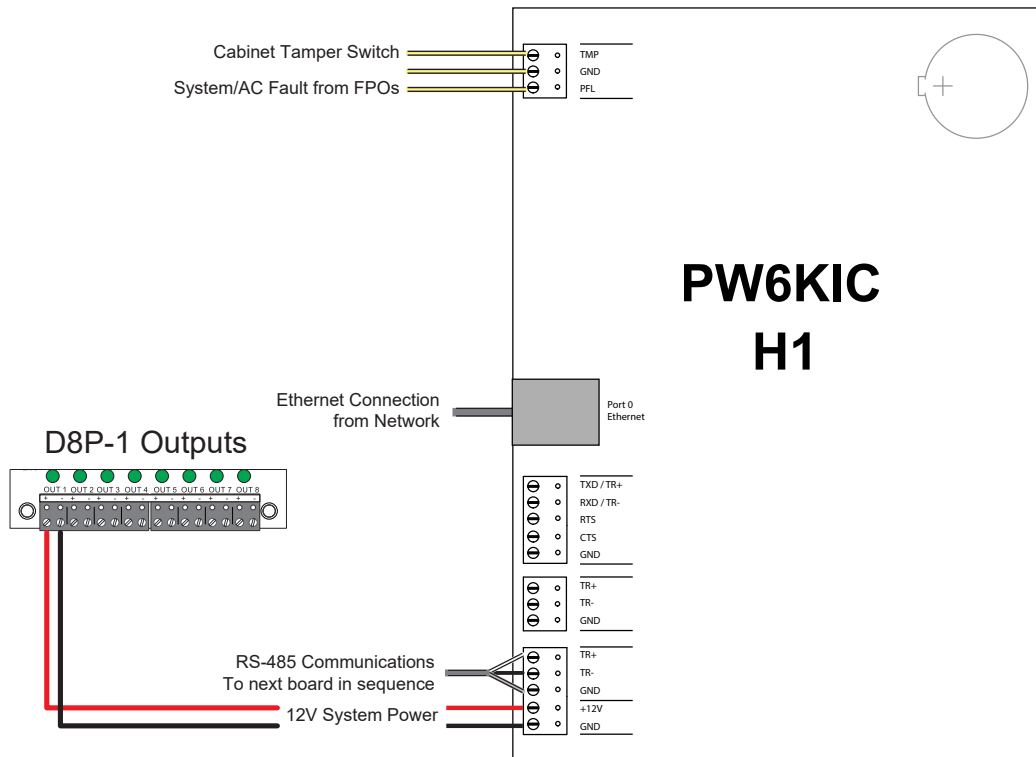 Cabinet Tamper Switch
System/AC Fault from FPOs
TMP
GND
PFL
PW6KIC
H1
Ethernet Connection
from Network
Port 0
Ethernet
D8P-1 Outputs
OUT 1 OUT 2 OUT 3 OUT 4 OUT 5 OUT 6 OUT 7 OUT 8
+ - + - + - + - + - + - + - + -
TXD / TR+
RXD / TR-
RTS
CTS
GND
TR+
TR-
GND
RS-485 Communications
To next board in sequence
12V System Power
TR+
TR-
GND
+12V
GND